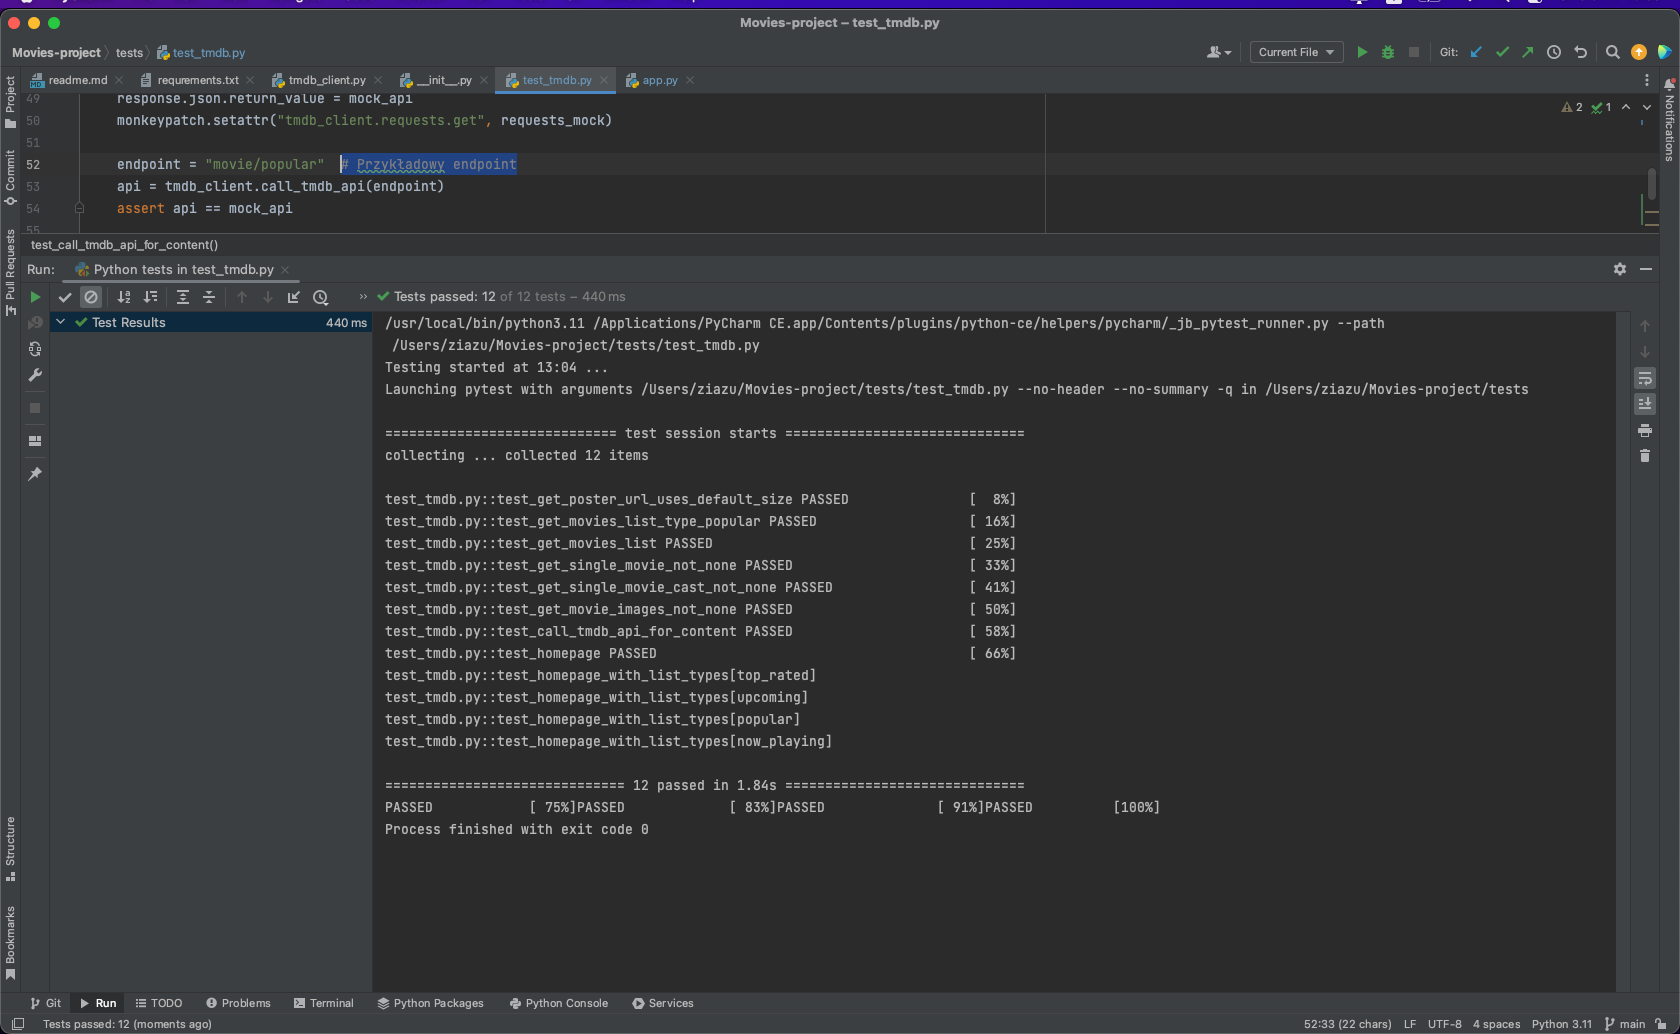 Movies-project – test_tmdb.py
Movies-project tests test_tmdb.py
Current File Git:
readme.md requrements.txt tmdb_client.py __init__.py test_tmdb.py app.py
Project
Commit
Pull Requests
Notifications
2 1
49 response.json.return_value = mock_api
50 monkeypatch.setattr("tmdb_client.requests.get", requests_mock)
51
52 endpoint = "movie/popular"  # Przykładowy endpoint
53 api = tmdb_client.call_tmdb_api(endpoint)
54 assert api == mock_api
55
test_call_tmdb_api_for_content()
Run: Python tests in test_tmdb.py
Tests passed: 12 of 12 tests – 440 ms
Test Results 440 ms
/usr/local/bin/python3.11 /Applications/PyCharm CE.app/Contents/plugins/python-ce/helpers/pycharm/_jb_pytest_runner.py --path
/Users/ziazu/Movies-project/tests/test_tmdb.py
Testing started at 13:04 ...
Launching pytest with arguments /Users/ziazu/Movies-project/tests/test_tmdb.py --no-header --no-summary -q in /Users/ziazu/Movies-project/tests
============================= test session starts ==============================
collecting ... collected 12 items
test_tmdb.py::test_get_poster_url_uses_default_size PASSED [  8%]
test_tmdb.py::test_get_movies_list_type_popular PASSED [ 16%]
test_tmdb.py::test_get_movies_list PASSED [ 25%]
test_tmdb.py::test_get_single_movie_not_none PASSED [ 33%]
test_tmdb.py::test_get_single_movie_cast_not_none PASSED [ 41%]
test_tmdb.py::test_get_movie_images_not_none PASSED [ 50%]
test_tmdb.py::test_call_tmdb_api_for_content PASSED [ 58%]
test_tmdb.py::test_homepage PASSED [ 66%]
test_tmdb.py::test_homepage_with_list_types[top_rated]
test_tmdb.py::test_homepage_with_list_types[upcoming]
test_tmdb.py::test_homepage_with_list_types[popular]
test_tmdb.py::test_homepage_with_list_types[now_playing]
============================== 12 passed in 1.84s ==============================
PASSED [ 75%]PASSED [ 83%]PASSED [ 91%]PASSED [100%]
Process finished with exit code 0
Structure
Bookmarks
Git Run TODO Problems Terminal Python Packages Python Console Services
Tests passed: 12 (moments ago) 52:33 (22 chars) LF UTF-8 4 spaces Python 3.11 main